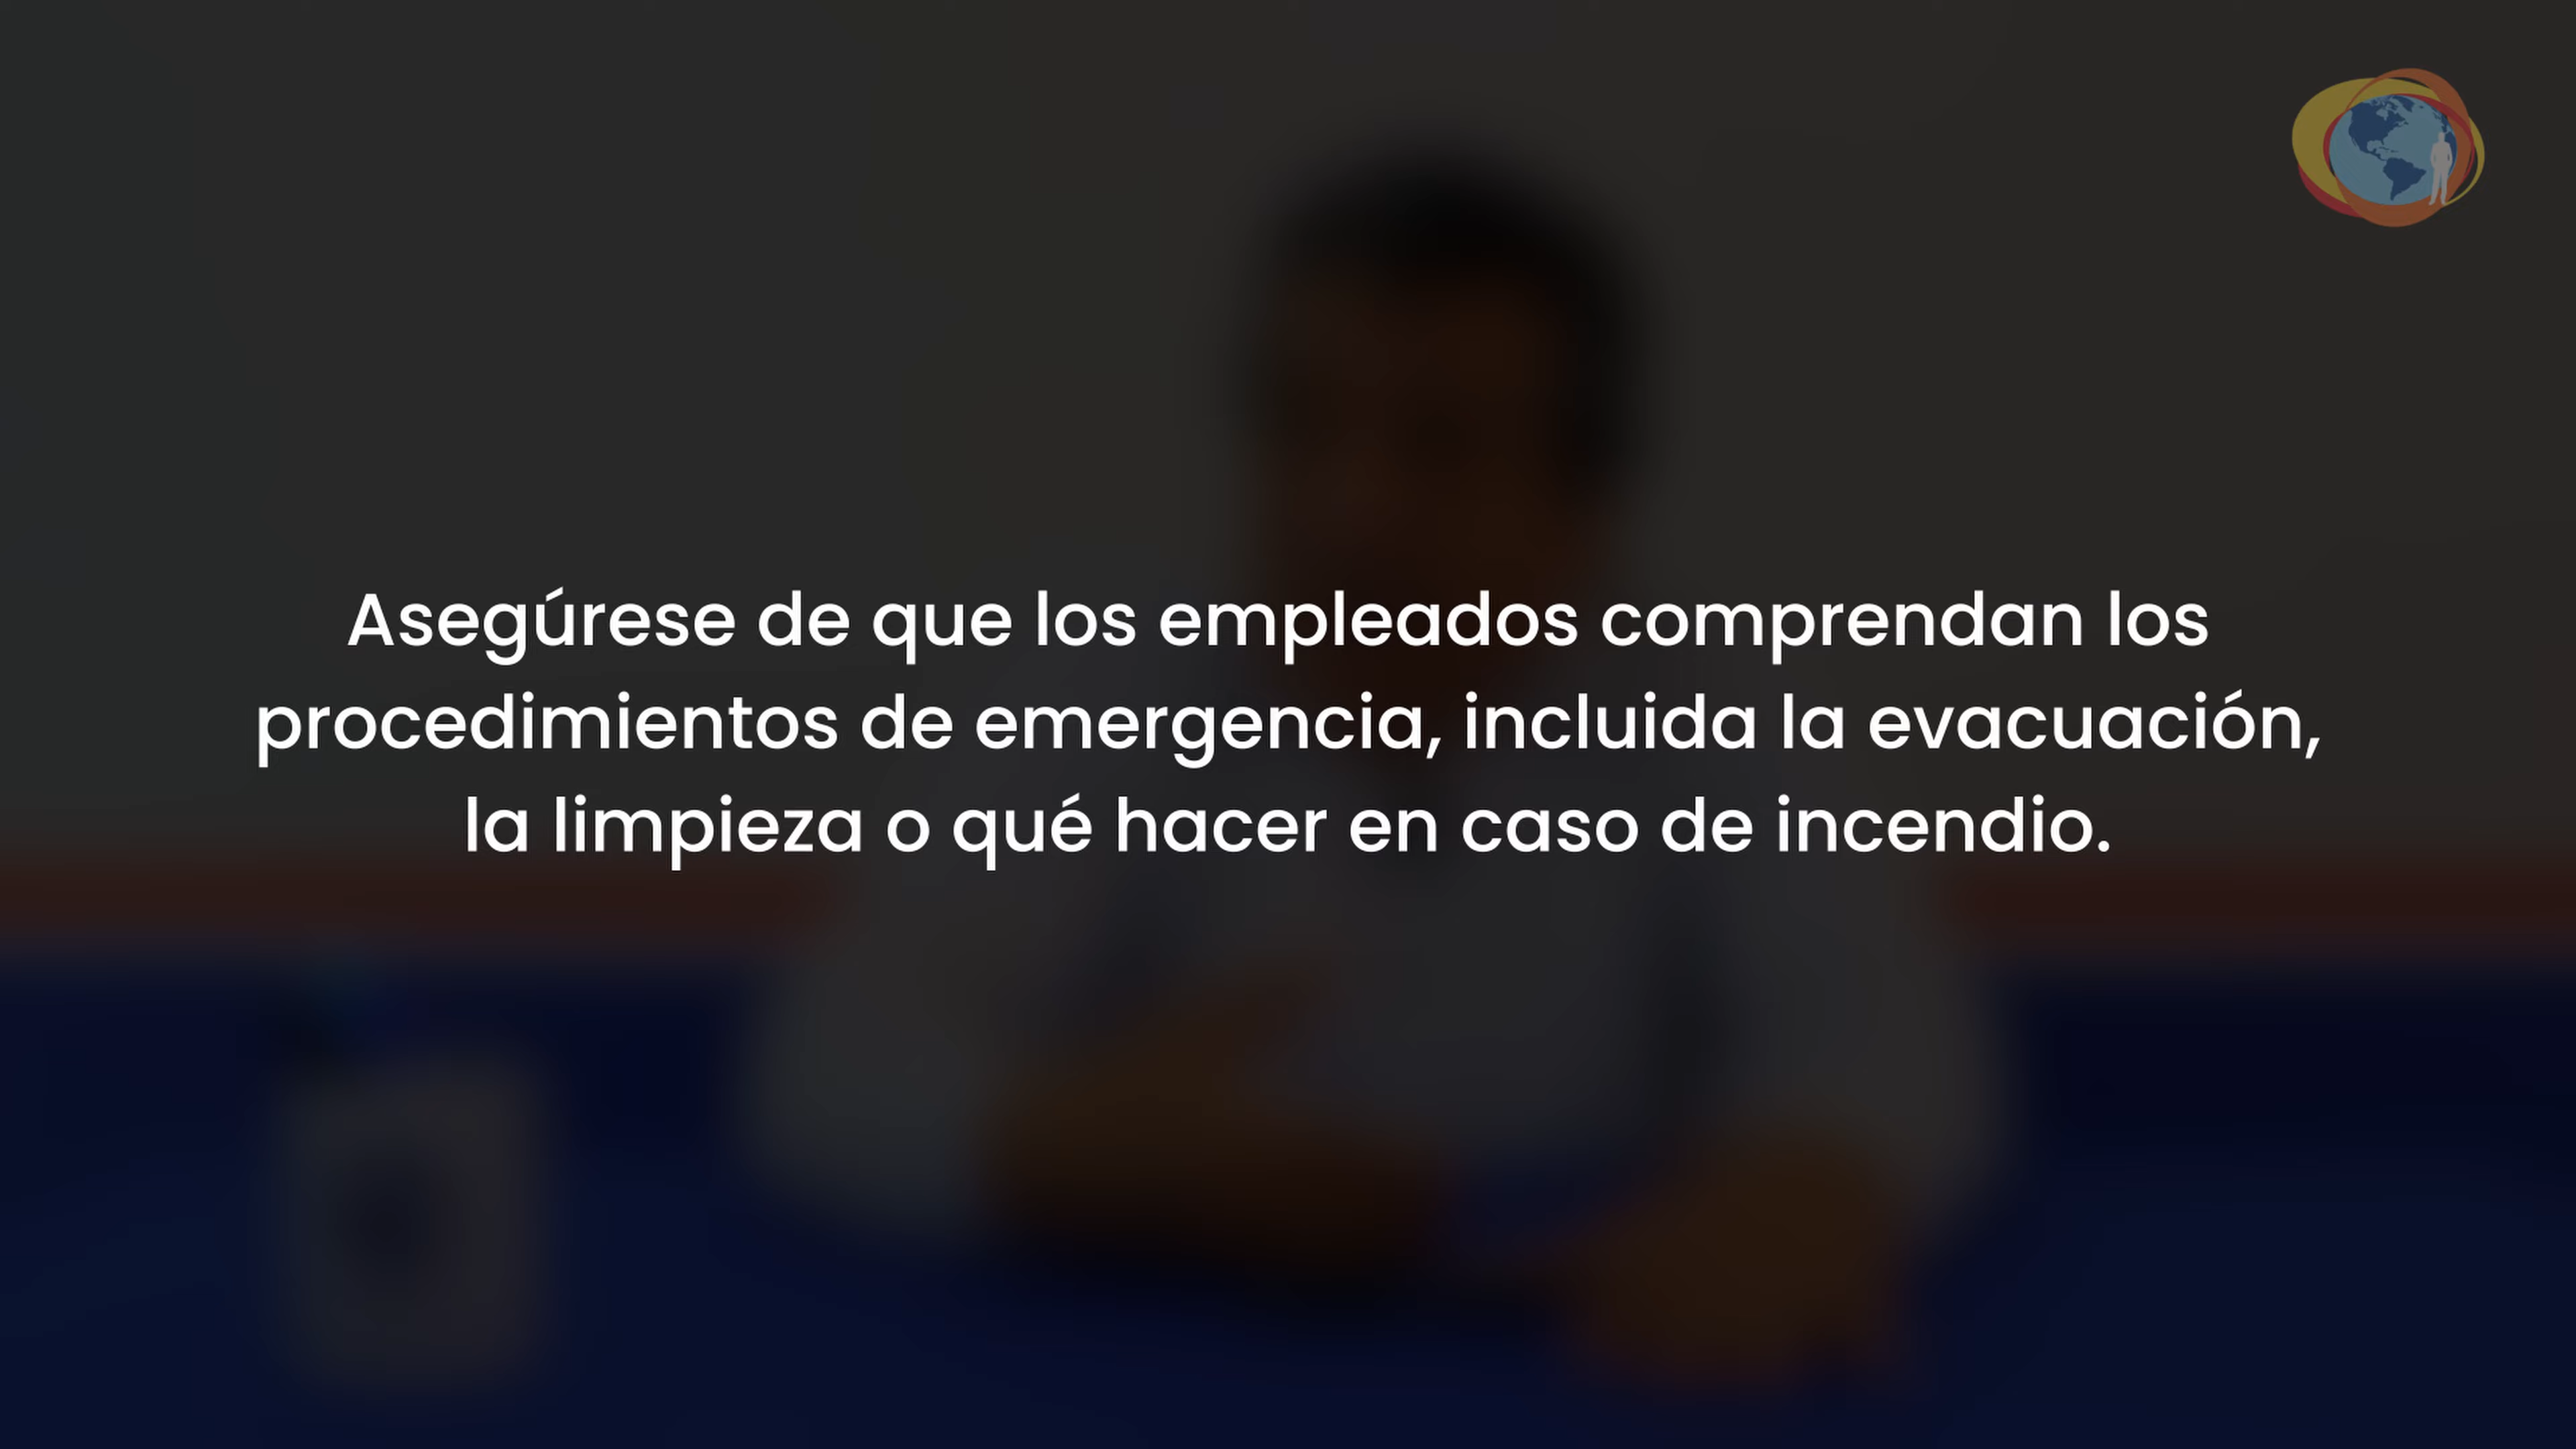 Asegúrese de que los empleados comprendan los
procedimientos de emergencia, incluida la evacuación,
la limpieza o qué hacer en caso de incendio.